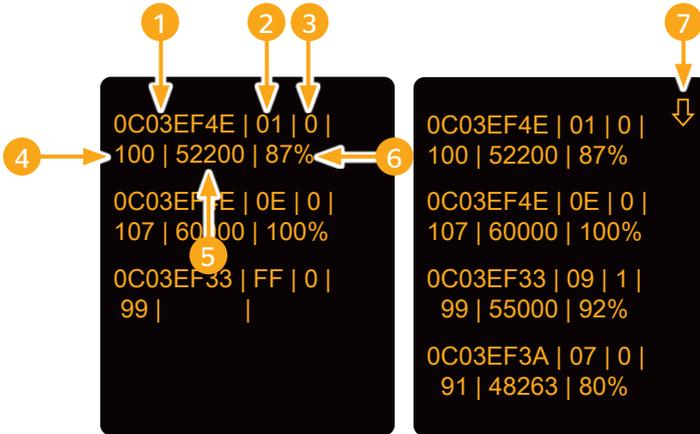 1
2
3
7
0C03EF4E | 01 | 0 |
4
100 | 52200 | 87%
6
0C03EF4E | 0E | 0 |
107 | 60000 | 100%
5
0C03EF33 | FF | 0 |
99 | |
0C03EF4E | 01 | 0 |
100 | 52200 | 87%
0C03EF4E | 0E | 0 |
107 | 60000 | 100%
0C03EF33 | 09 | 1 |
99 | 55000 | 92%
0C03EF3A | 07 | 0 |
91 | 48263 | 80%